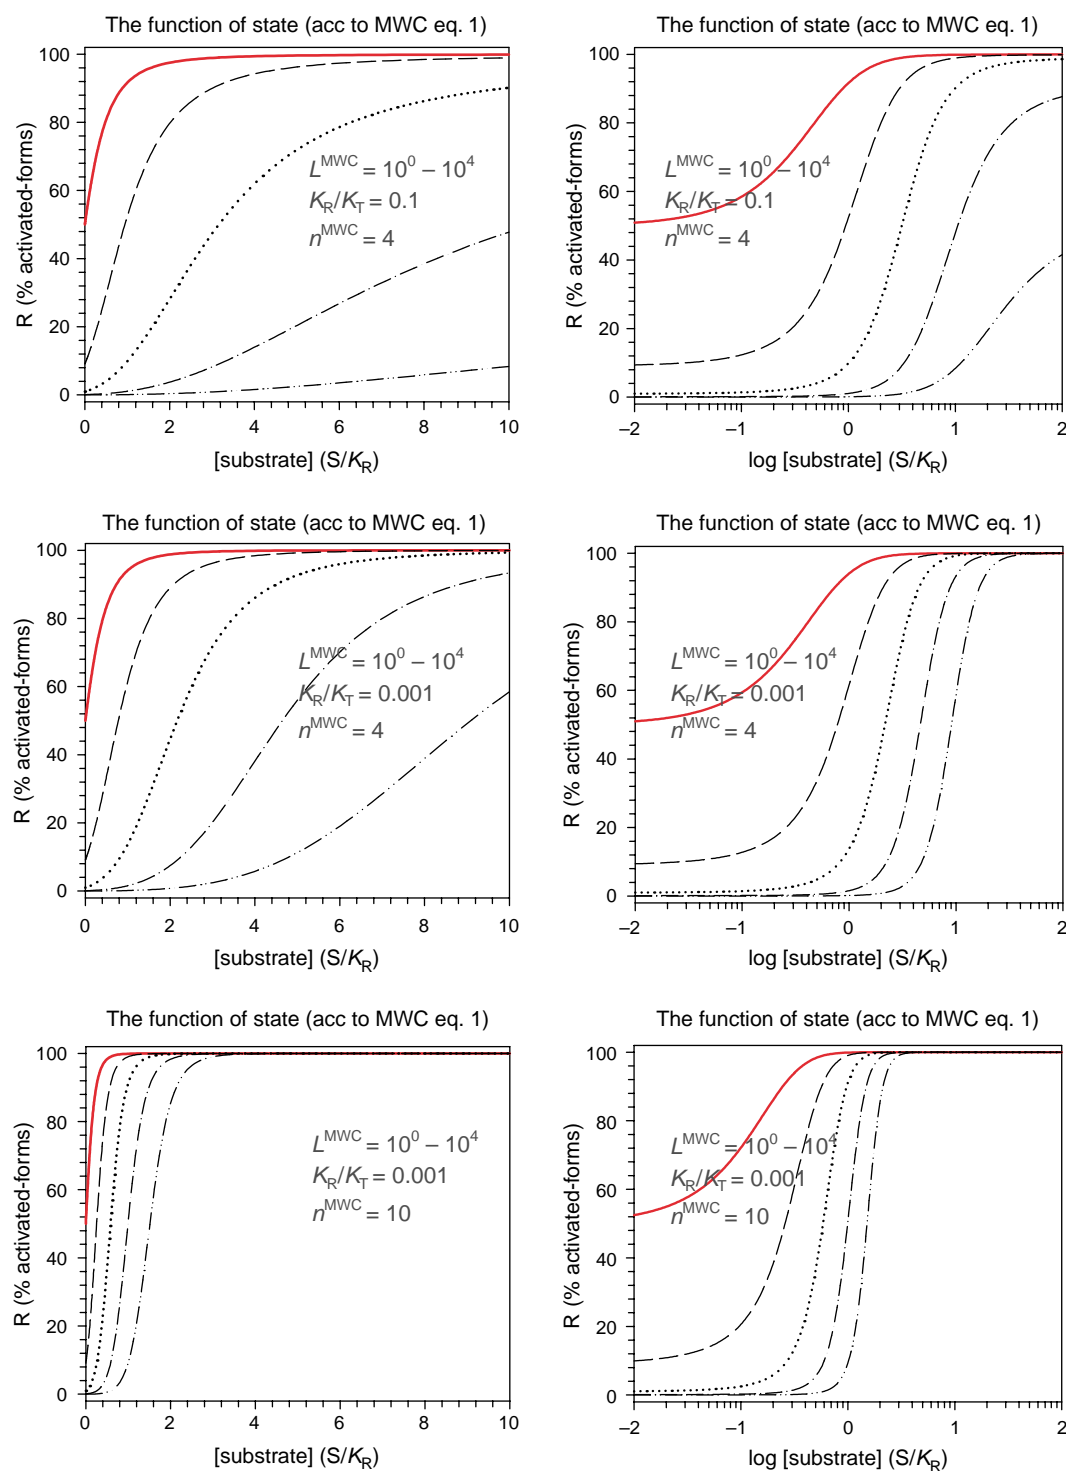 The function of state (acc to MWC eq. 1)
100
80
60
40
20
0
R (% activated-forms)
L^MWC = 10^0 – 10^4
K_R/K_T = 0.1
n^MWC = 4
0 2 4 6 8 10
[substrate] (S/K_R)
The function of state (acc to MWC eq. 1)
100
80
60
40
20
0
R (% activated-forms)
L^MWC = 10^0 – 10^4
K_R/K_T = 0.1
n^MWC = 4
–2 –1 0 1 2
log [substrate] (S/K_R)
The function of state (acc to MWC eq. 1)
100
80
60
40
20
0
R (% activated-forms)
L^MWC = 10^0 – 10^4
K_R/K_T = 0.001
n^MWC = 4
0 2 4 6 8 10
[substrate] (S/K_R)
The function of state (acc to MWC eq. 1)
100
80
60
40
20
0
R (% activated-forms)
L^MWC = 10^0 – 10^4
K_R/K_T = 0.001
n^MWC = 4
–2 –1 0 1 2
log [substrate] (S/K_R)
The function of state (acc to MWC eq. 1)
100
80
60
40
20
0
R (% activated-forms)
L^MWC = 10^0 – 10^4
K_R/K_T = 0.001
n^MWC = 10
0 2 4 6 8 10
[substrate] (S/K_R)
The function of state (acc to MWC eq. 1)
100
80
60
40
20
0
R (% activated-forms)
L^MWC = 10^0 – 10^4
K_R/K_T = 0.001
n^MWC = 10
–2 –1 0 1 2
log [substrate] (S/K_R)